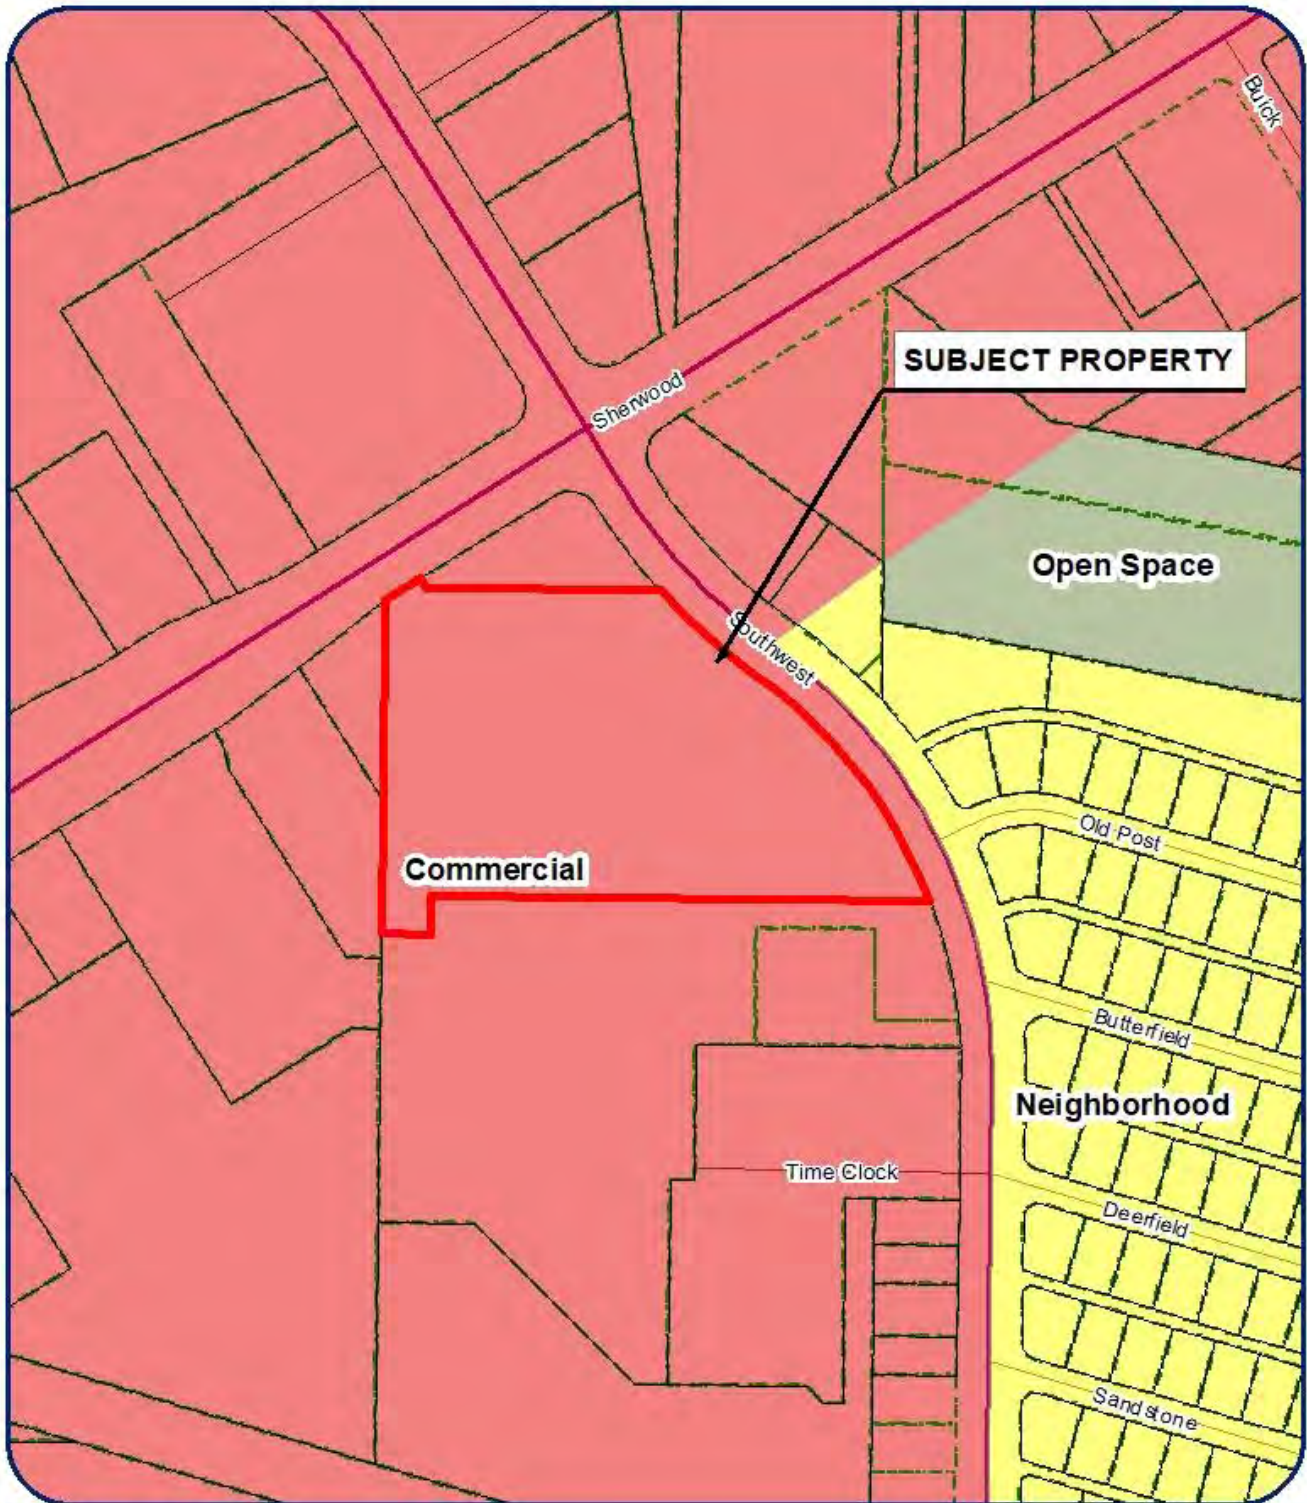 Buick
SUBJECT PROPERTY
Sherwood
Open Space
Southwest
Old Post
Commercial
Butterfield
Neighborhood
Time Clock
Deerfield
Sandstone